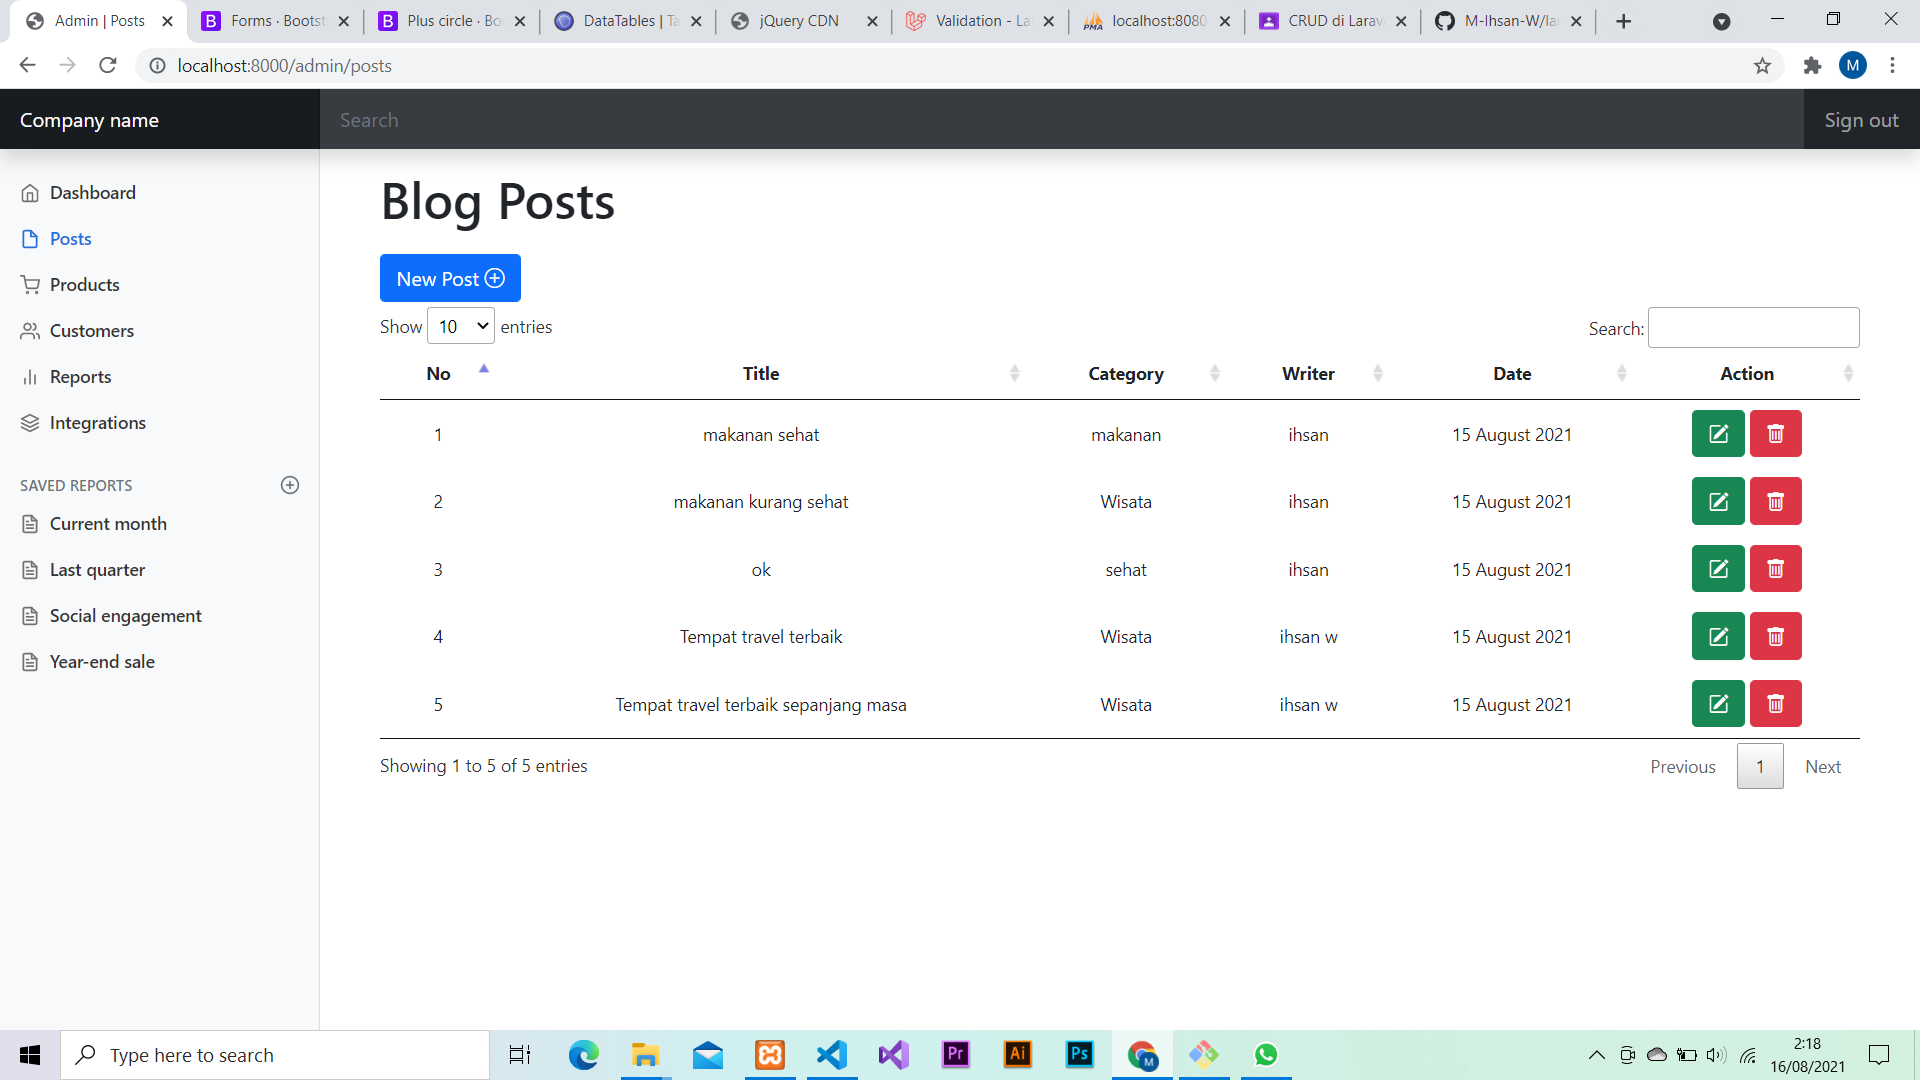 Admin | Posts
Forms · Bootst
Plus circle · Bo
DataTables | Ta
jQuery CDN
Validation - La
localhost:8080
CRUD di Larav
M-Ihsan-W/la
localhost:8000/admin/posts
M
Company name
Search
Sign out
Dashboard
Posts
Products
Customers
Reports
Integrations
SAVED REPORTS
Current month
Last quarter
Social engagement
Year-end sale
Blog Posts
New Post
Show 10 entries
Search:
No Title Category Writer Date Action
1 makanan sehat makanan ihsan 15 August 2021
2 makanan kurang sehat Wisata ihsan 15 August 2021
3 ok sehat ihsan 15 August 2021
4 Tempat travel terbaik Wisata ihsan w 15 August 2021
5 Tempat travel terbaik sepanjang masa Wisata ihsan w 15 August 2021
Showing 1 to 5 of 5 entries
Previous 1 Next
Type here to search
Pr
Ai
Ps
M
2:18
16/08/2021